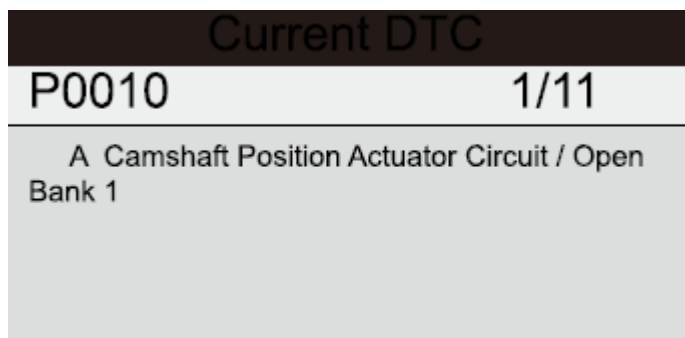 Current DTC
P0010 1/11
A Camshaft Position Actuator Circuit / Open
Bank 1